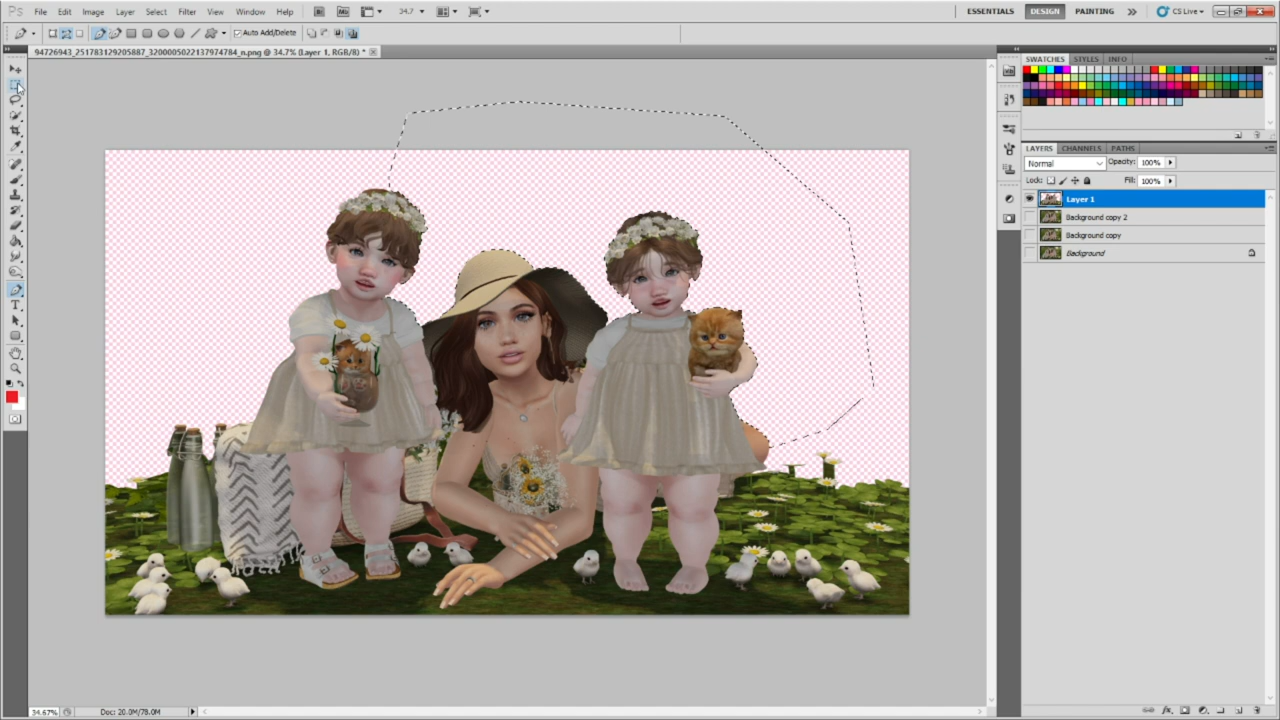 Ps File Edit Image Layer Select Filter View Window Help Br Mb 34.7 ESSENTIALS DESIGN PAINTING >> CS Live
Auto Add/Delete
94726943_251783129205887_3200005022137974784_n.png @ 34.7% (Layer 1, RGB/8) *
SWATCHES STYLES INFO
LAYERS CHANNELS PATHS
Normal Opacity: 100%
Lock: Fill: 100%
Layer 1
Background copy 2
Background copy
Background
34.67% Doc: 20.0M/78.0M